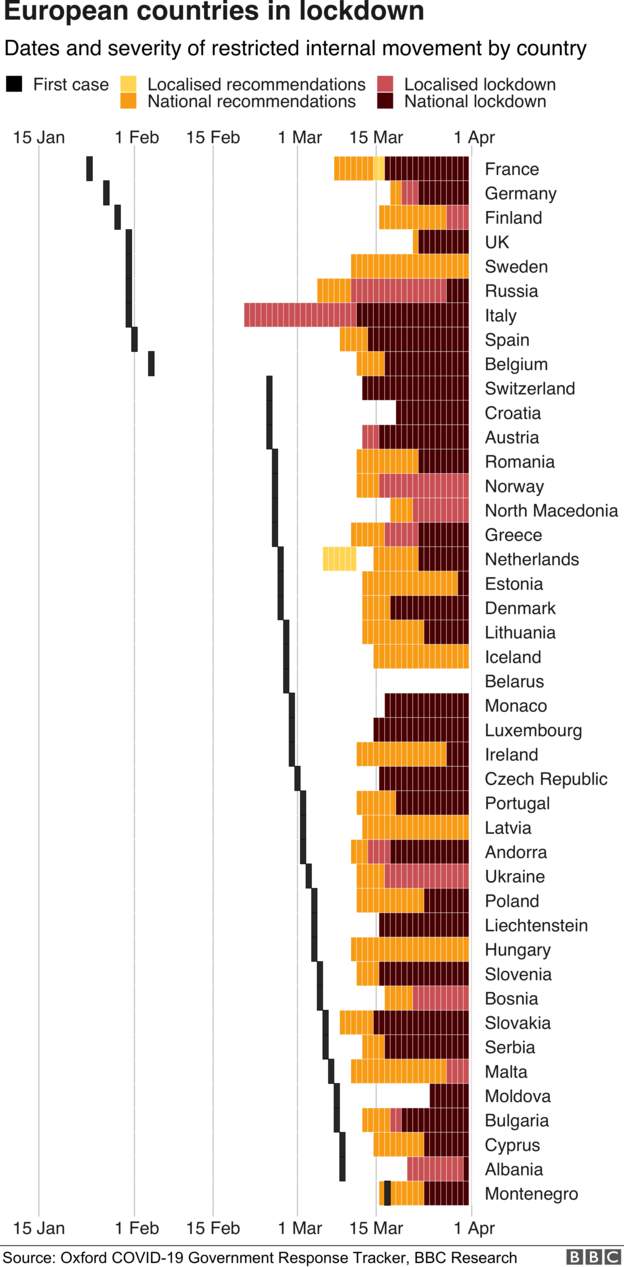 European countries in lockdown
Dates and severity of restricted internal movement by country
First case
Localised recommendations
Localised lockdown
National recommendations
National lockdown
15 Jan 1 Feb 15 Feb 1 Mar 15 Mar 1 Apr
France
Germany
Finland
UK
Sweden
Russia
Italy
Spain
Belgium
Switzerland
Croatia
Austria
Romania
Norway
North Macedonia
Greece
Netherlands
Estonia
Denmark
Lithuania
Iceland
Belarus
Monaco
Luxembourg
Ireland
Czech Republic
Portugal
Latvia
Andorra
Ukraine
Poland
Liechtenstein
Hungary
Slovenia
Bosnia
Slovakia
Serbia
Malta
Moldova
Bulgaria
Cyprus
Albania
Montenegro
15 Jan 1 Feb 15 Feb 1 Mar 15 Mar 1 Apr
Source: Oxford COVID-19 Government Response Tracker, BBC Research
BBC